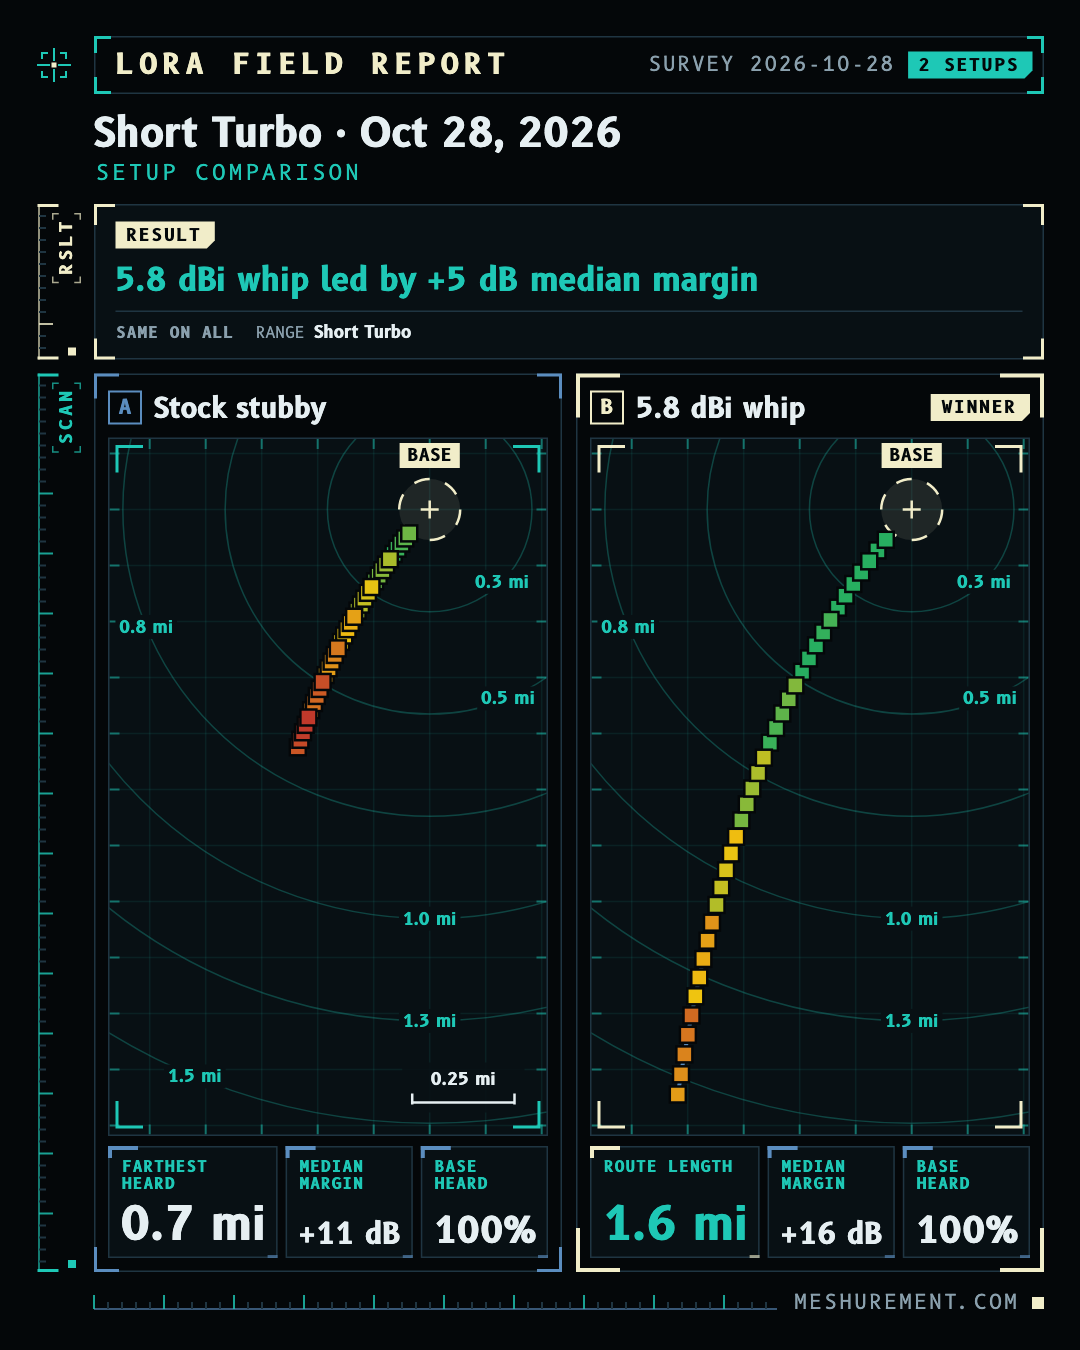 LORA FIELD REPORT
SURVEY 2026-10-28 2 SETUPS
Short Turbo · Oct 28, 2026
SETUP COMPARISON
RSLT
RESULT
5.8 dBi whip led by +5 dB median margin
SAME ON ALL RANGE Short Turbo
SCAN
A Stock stubby
BASE
0.3 mi
0.8 mi
0.5 mi
1.0 mi
1.3 mi
1.5 mi
0.25 mi
FARTHEST HEARD
0.7 mi
MEDIAN MARGIN
+11 dB
BASE HEARD
100%
B 5.8 dBi whip WINNER
BASE
0.3 mi
0.8 mi
0.5 mi
1.0 mi
1.3 mi
ROUTE LENGTH
1.6 mi
MEDIAN MARGIN
+16 dB
BASE HEARD
100%
MESHUREMENT.COM